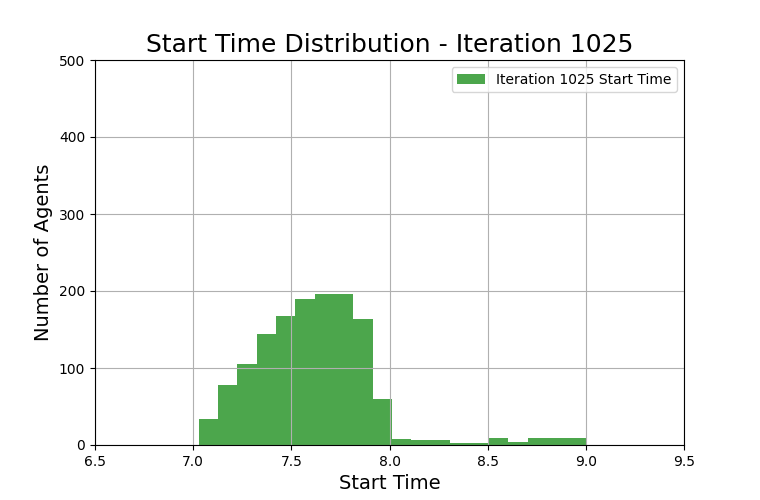 Start Time Distribution - Iteration 1025
Iteration 1025 Start Time
500
400
300
200
100
0
Number of Agents
6.5 7.0 7.5 8.0 8.5 9.0 9.5
Start Time